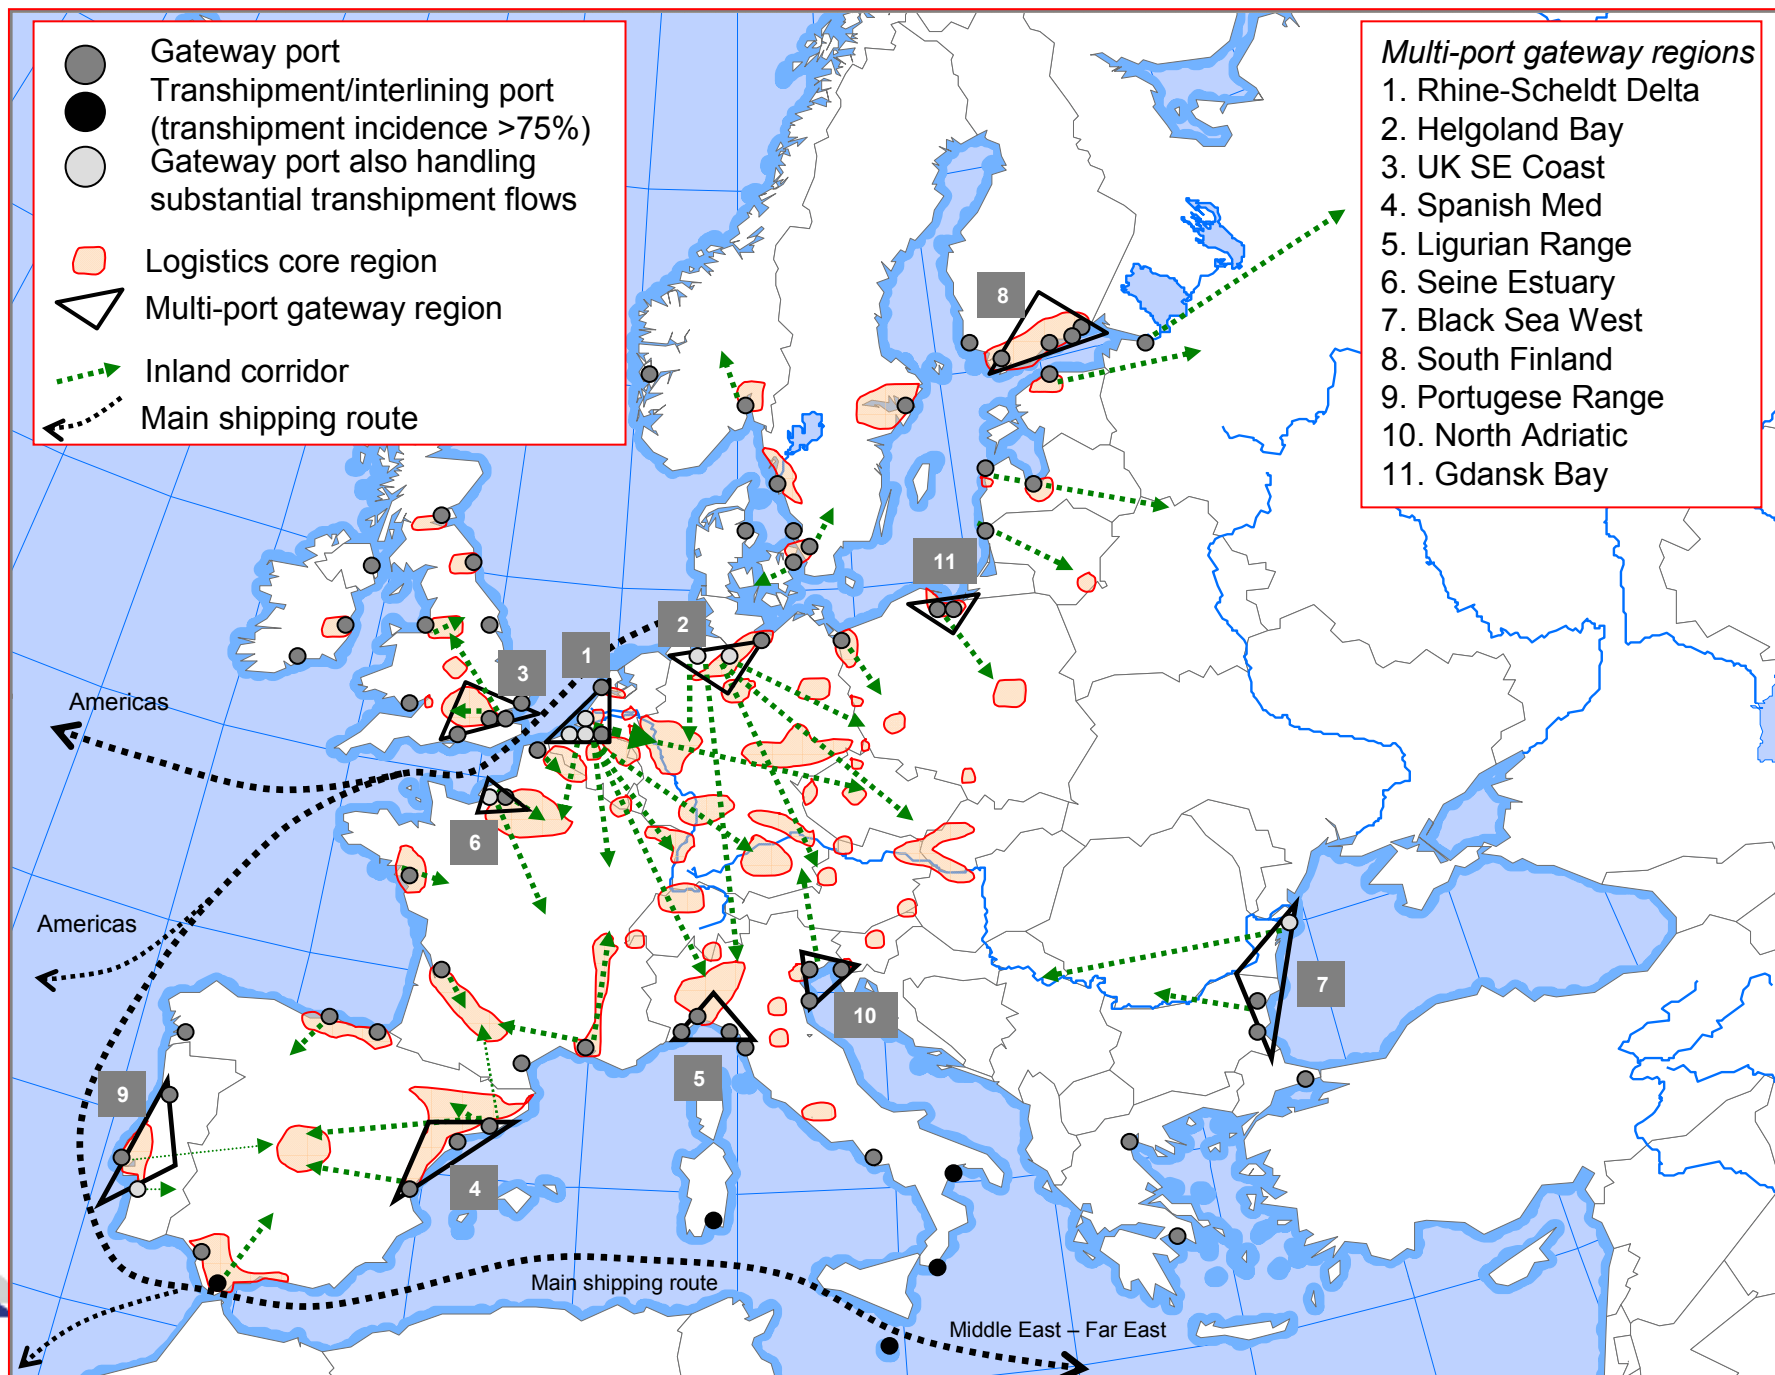 Gateway port
Transhipment/interlining port
(transhipment incidence >75%)
Gateway port also handling
substantial transhipment flows
Logistics core region
Multi-port gateway region
Inland corridor
Main shipping route
Multi-port gateway regions
1. Rhine-Scheldt Delta
2. Helgoland Bay
3. UK SE Coast
4. Spanish Med
5. Ligurian Range
6. Seine Estuary
7. Black Sea West
8. South Finland
9. Portugese Range
10. North Adriatic
11. Gdansk Bay
8
11
2
1
3
Americas
6
Americas
7
10
5
9
4
Main shipping route
Middle East – Far East